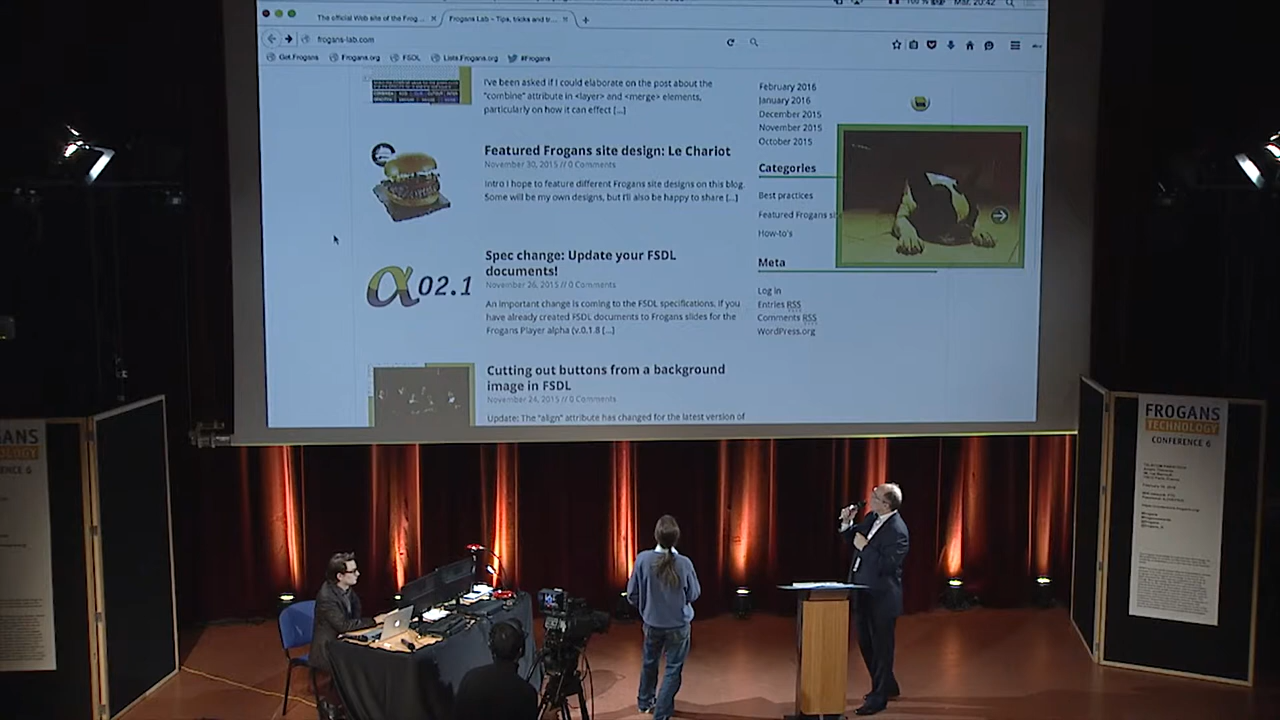 Mar. 20:42
The official Web site of the Frog...
Frogans Lab – Tips, tricks and tr...
frogans-lab.com
Get.Frogans
Frogans.org
FSDL
Lists.Frogans.org
#Frogans
I've been asked if I could elaborate on the post about the
"combine" attribute in <layer> and <merge> elements,
particularly on how it can effect [...]
Featured Frogans site design: Le Chariot
November 30, 2015 // 0 Comments
Intro I hope to feature different Frogans site designs on this blog.
Some will be my own designs, but I'll also be happy to share [...]
Spec change: Update your FSDL
documents!
November 26, 2015 // 0 Comments
An important change is coming to the FSDL specifications. If you
have already created FSDL documents to Frogans slides for the
Frogans Player alpha (v.0.1.8 [...]
α 02.1
Cutting out buttons from a background
image in FSDL
November 24, 2015 // 0 Comments
Update: The "align" attribute has changed for the latest version of
February 2016
January 2016
December 2015
November 2015
October 2015
Categories
Best practices
Featured Frogans sit
How-to's
Meta
Log in
Entries RSS
Comments RSS
WordPress.org
GANS
OLOGY
NCE 6
FROGANS
TECHNOLOGY
CONFERENCE 6